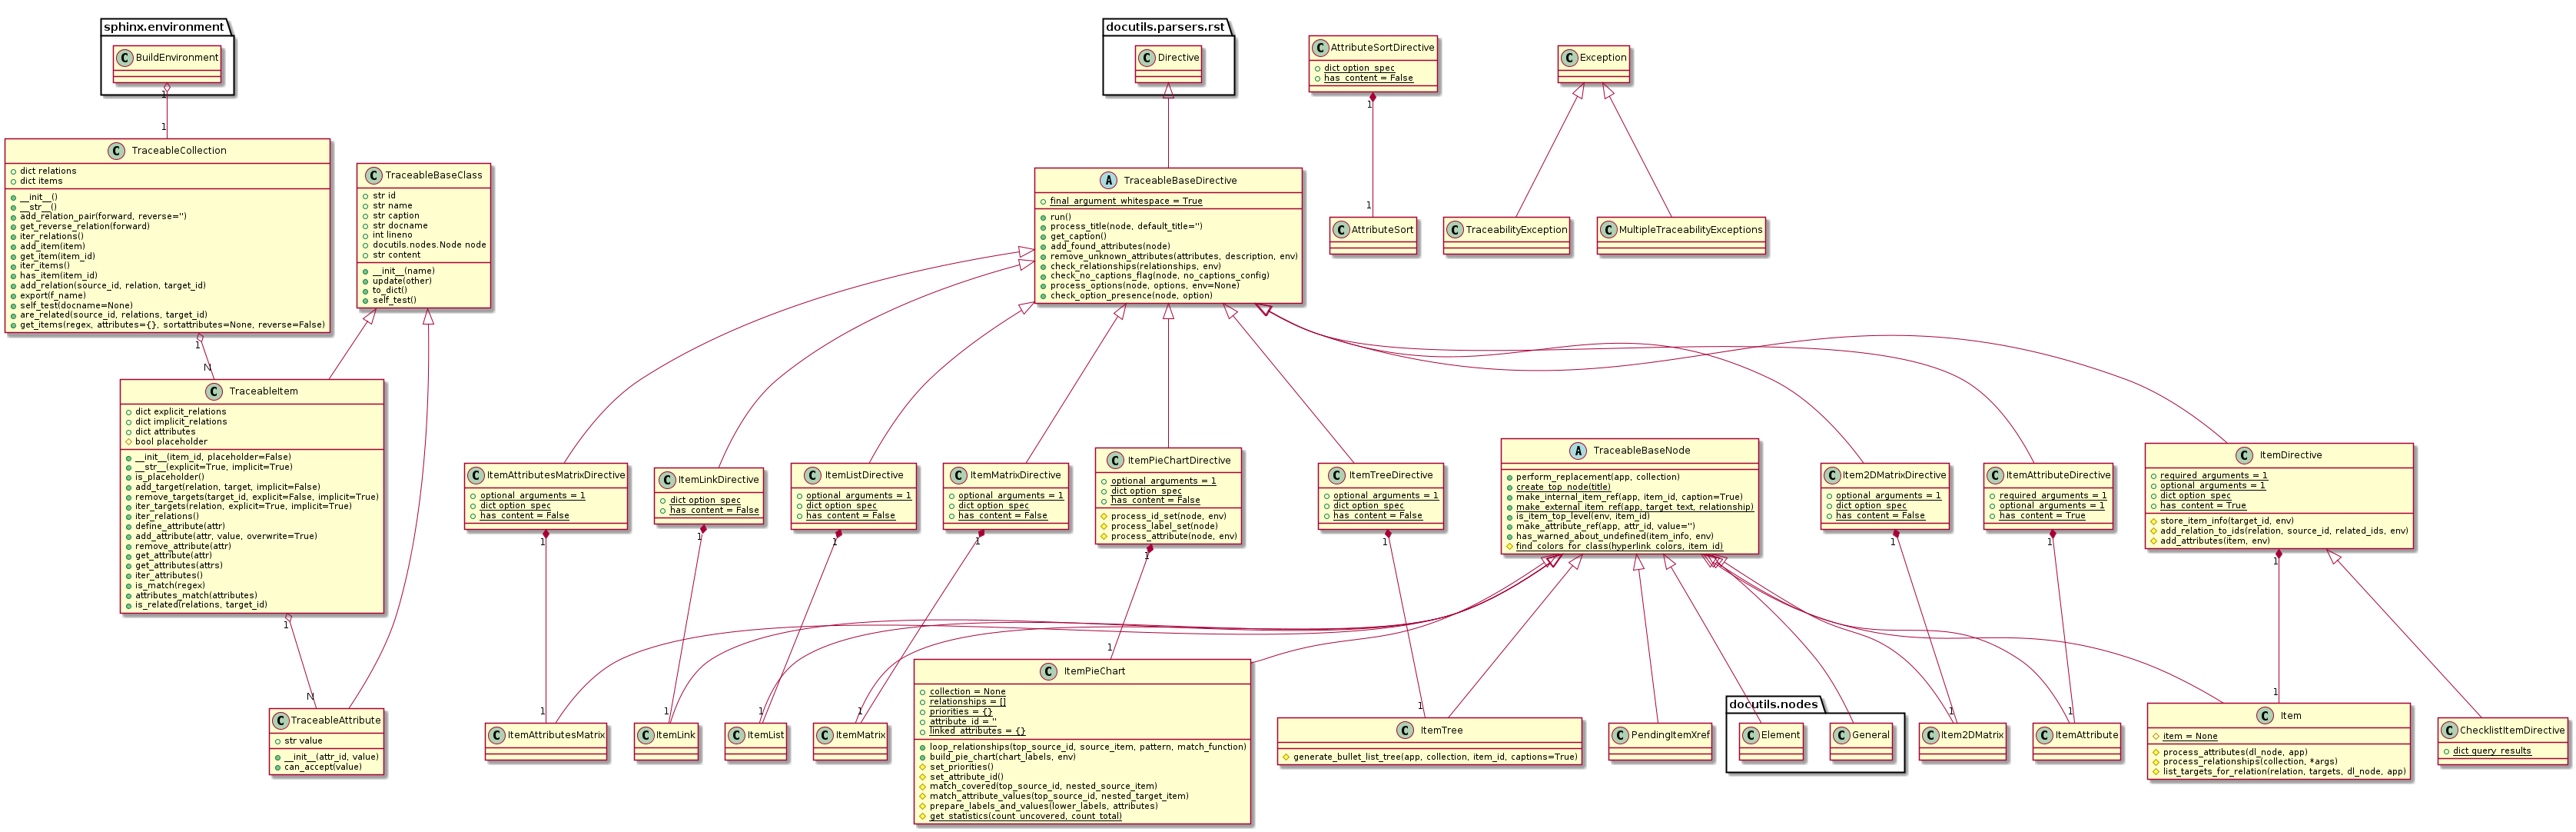 sphinx.environment
C BuildEnvironment
1
1
C TraceableCollection
dict relations
dict items
__init__()
__str__()
add_relation_pair(forward, reverse='')
get_reverse_relation(forward)
iter_relations()
add_item(item)
get_item(item_id)
iter_items()
has_item(item_id)
add_relation(source_id, relation, target_id)
export(f_name)
self_test(docname=None)
are_related(source_id, relations, target_id)
get_items(regex, attributes={}, sortattributes=None, reverse=False)
C TraceableBaseClass
str id
str name
str caption
str docname
int lineno
docutils.nodes.Node node
str content
__init__(name)
update(other)
to_dict()
self_test()
1
N
C TraceableItem
dict explicit_relations
dict implicit_relations
dict attributes
bool placeholder
__init__(item_id, placeholder=False)
__str__(explicit=True, implicit=True)
is_placeholder()
add_target(relation, target, implicit=False)
remove_targets(target_id, explicit=False, implicit=True)
iter_targets(relation, explicit=True, implicit=True)
iter_relations()
define_attribute(attr)
add_attribute(attr, value, overwrite=True)
remove_attribute(attr)
get_attribute(attr)
get_attributes(attrs)
iter_attributes()
is_match(regex)
attributes_match(attributes)
is_related(relations, target_id)
1
N
C TraceableAttribute
str value
__init__(attr_id, value)
can_accept(value)
docutils.parsers.rst
C Directive
A TraceableBaseDirective
final_argument_whitespace = True
run()
process_title(node, default_title='')
get_caption()
add_found_attributes(node)
remove_unknown_attributes(attributes, description, env)
check_relationships(relationships, env)
check_no_captions_flag(node, no_captions_config)
process_options(node, options, env=None)
check_option_presence(node, option)
C AttributeSortDirective
dict option_spec
has_content = False
1
1
C AttributeSort
C Exception
C TraceabilityException
C MultipleTraceabilityExceptions
C ItemAttributesMatrixDirective
optional_arguments = 1
dict option_spec
has_content = False
1
1
C ItemAttributesMatrix
C ItemLinkDirective
dict option_spec
has_content = False
1
1
C ItemLink
C ItemListDirective
optional_arguments = 1
dict option_spec
has_content = False
1
1
C ItemList
C ItemMatrixDirective
optional_arguments = 1
dict option_spec
has_content = False
1
1
C ItemMatrix
C ItemPieChartDirective
optional_arguments = 1
dict option_spec
has_content = False
process_id_set(node, env)
process_label_set(node)
process_attribute(node, env)
1
1
C ItemPieChart
collection = None
relationships = []
priorities = {}
attribute_id = ''
linked_attributes = {}
loop_relationships(top_source_id, source_item, pattern, match_function)
build_pie_chart(chart_labels, env)
set_priorities()
set_attribute_id()
match_covered(top_source_id, nested_source_item)
match_attribute_values(top_source_id, nested_target_item)
prepare_labels_and_values(lower_labels, attributes)
get_statistics(count_uncovered, count_total)
C ItemTreeDirective
optional_arguments = 1
dict option_spec
has_content = False
1
1
C ItemTree
generate_bullet_list_tree(app, collection, item_id, captions=True)
A TraceableBaseNode
perform_replacement(app, collection)
create_top_node(title)
make_internal_item_ref(app, item_id, caption=True)
make_external_item_ref(app, target_text, relationship)
is_item_top_level(env, item_id)
make_attribute_ref(app, attr_id, value='')
has_warned_about_undefined(item_info, env)
find_colors_for_class(hyperlink_colors, item_id)
C PendingItemXref
docutils.nodes
C Element
C General
C Item2DMatrixDirective
optional_arguments = 1
dict option_spec
has_content = False
1
1
C Item2DMatrix
C ItemAttributeDirective
required_arguments = 1
optional_arguments = 1
has_content = True
1
1
C ItemAttribute
C ItemDirective
required_arguments = 1
optional_arguments = 1
dict option_spec
has_content = True
store_item_info(target_id, env)
add_relation_to_ids(relation, source_id, related_ids, env)
add_attributes(item, env)
1
1
C Item
item = None
process_attributes(dl_node, app)
process_relationships(collection, *args)
list_targets_for_relation(relation, targets, dl_node, app)
C ChecklistItemDirective
dict query_results